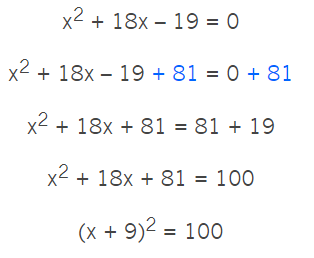 x² + 18x – 19 = 0
x² + 18x – 19 + 81 = 0 + 81
x² + 18x + 81 = 81 + 19
x² + 18x + 81 = 100
(x + 9)² = 100